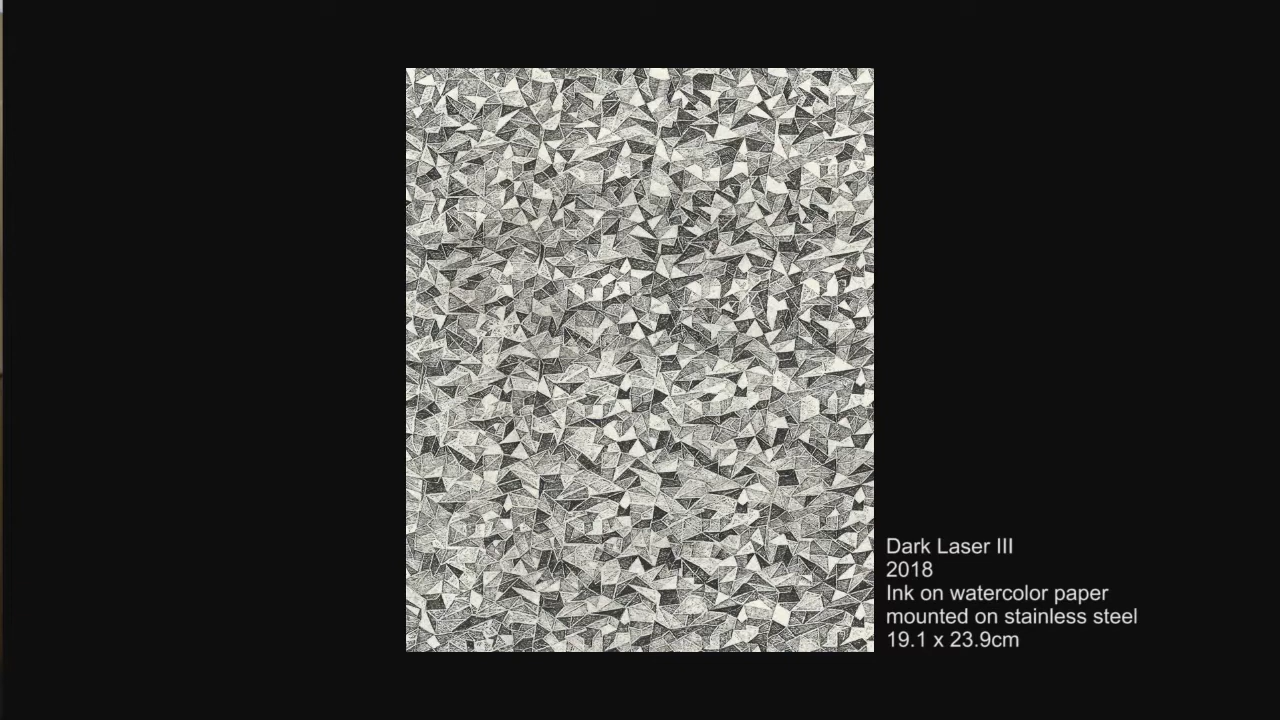 Dark Laser III
2018
Ink on watercolor paper
mounted on stainless steel
19.1 x 23.9cm